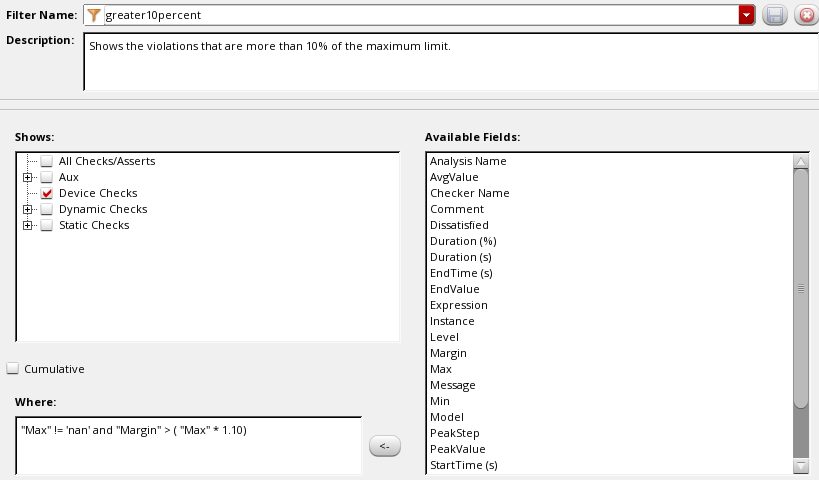 Filter Name: greater10percent
Description: Shows the violations that are more than 10% of the maximum limit.
Shows:
All Checks/Asserts
Aux
Device Checks
Dynamic Checks
Static Checks
Cumulative
Where:
"Max" != 'nan' and "Margin" > ( "Max" * 1.10)
<-
Available Fields:
Analysis Name
AvgValue
Checker Name
Comment
Dissatisfied
Duration (%)
Duration (s)
EndTime (s)
EndValue
Expression
Instance
Level
Margin
Max
Message
Min
Model
PeakStep
PeakValue
StartTime (s)